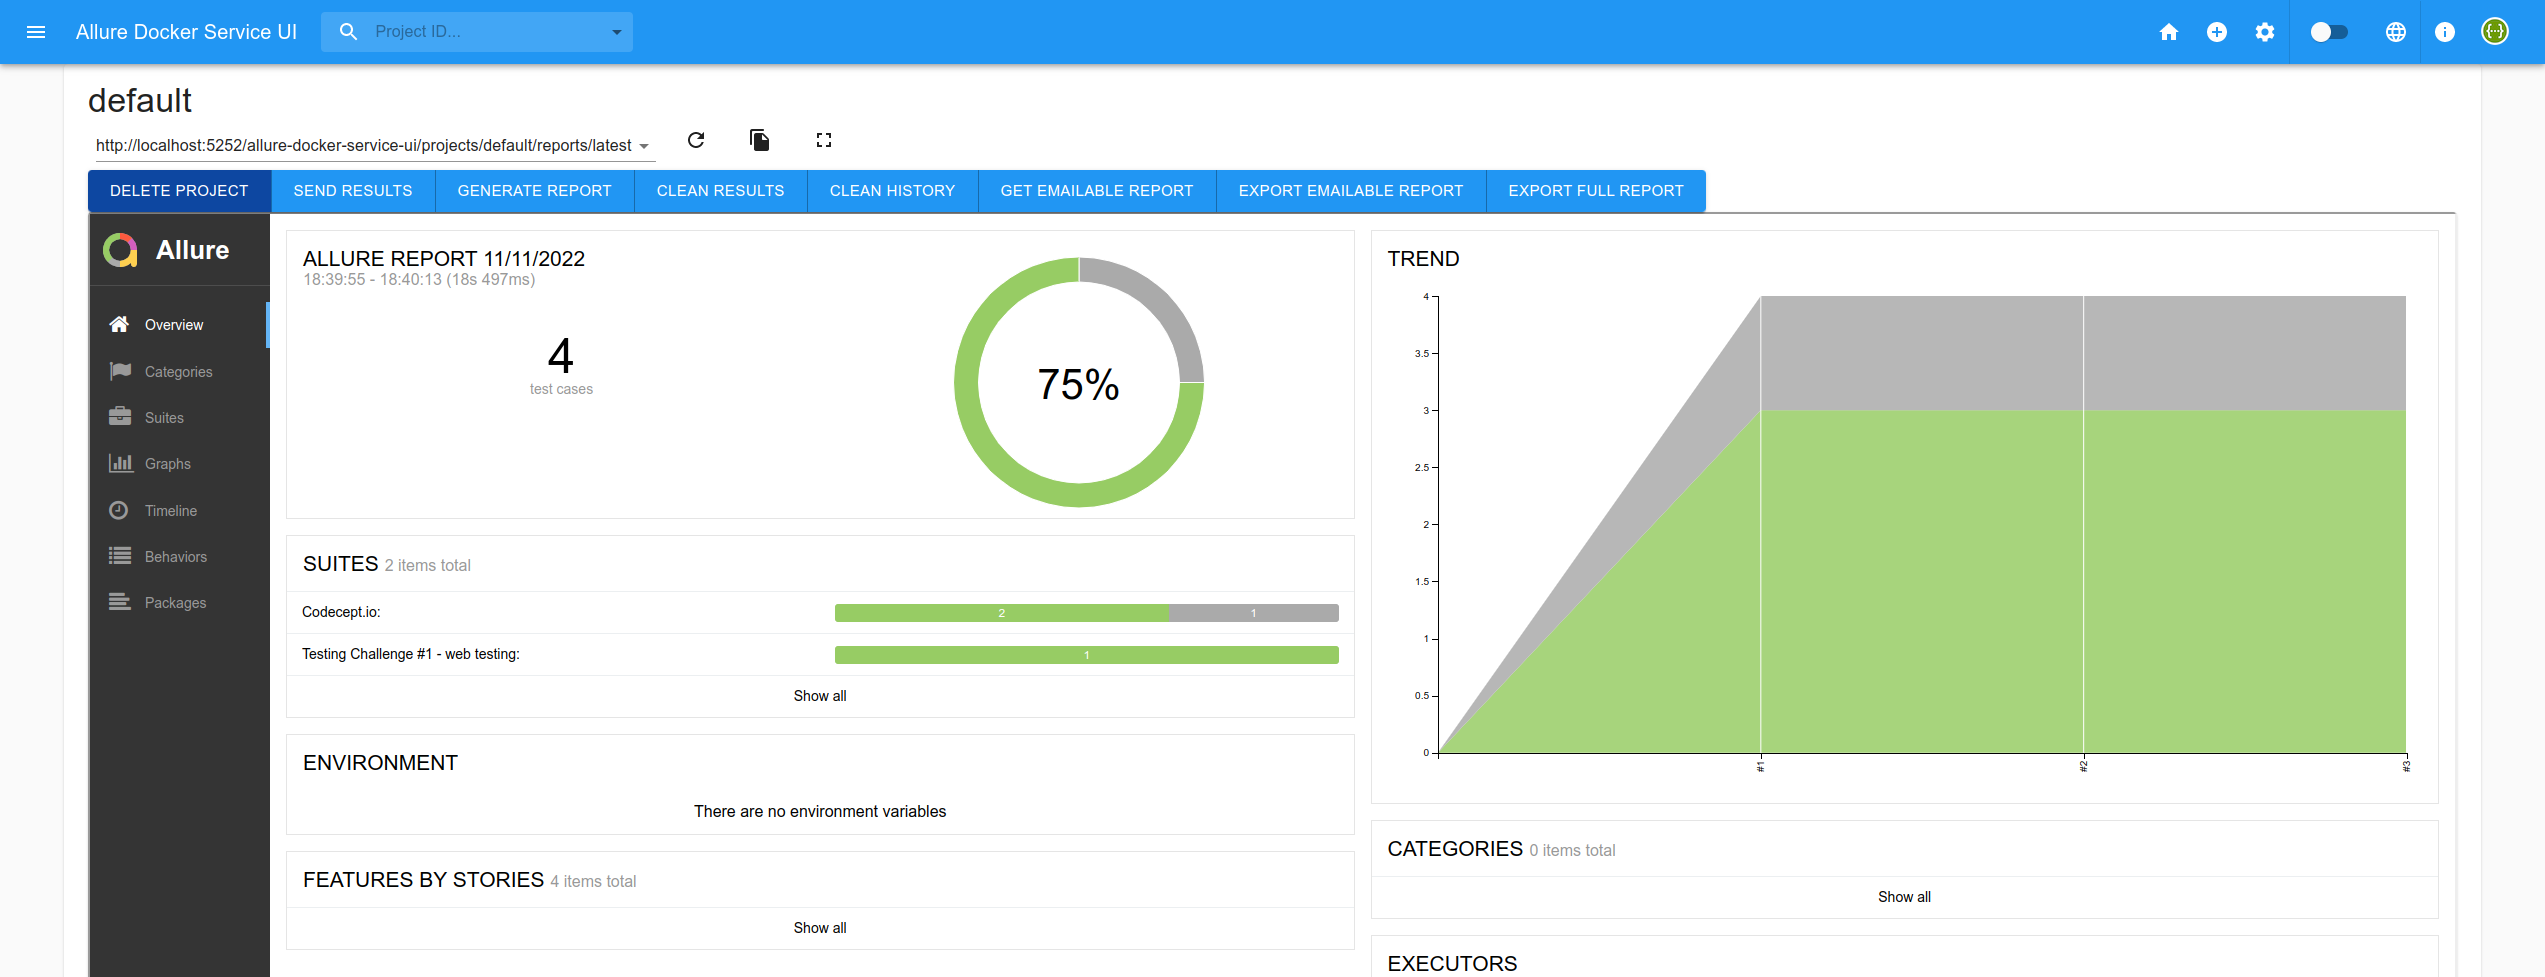 Allure Docker Service UI
Project ID...
default
http://localhost:5252/allure-docker-service-ui/projects/default/reports/latest
DELETE PROJECT
SEND RESULTS
GENERATE REPORT
CLEAN RESULTS
CLEAN HISTORY
GET EMAILABLE REPORT
EXPORT EMAILABLE REPORT
EXPORT FULL REPORT
Allure
Overview
Categories
Suites
Graphs
Timeline
Behaviors
Packages
ALLURE REPORT 11/11/2022
18:39:55 - 18:40:13 (18s 497ms)
4
test cases
75%
SUITES 2 items total
Codecept.io:
2
1
Testing Challenge #1 - web testing:
1
Show all
ENVIRONMENT
There are no environment variables
FEATURES BY STORIES 4 items total
Show all
TREND
4
3.5
3
2.5
2
1.5
1
0.5
0
#1
#2
#3
CATEGORIES 0 items total
Show all
EXECUTORS